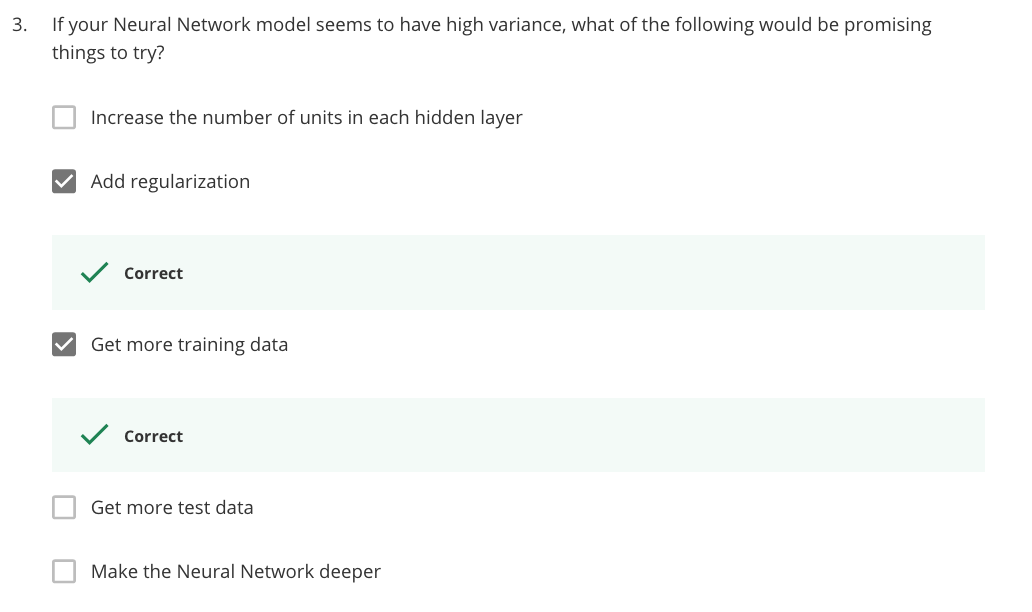 3. If your Neural Network model seems to have high variance, what of the following would be promising
things to try?
Increase the number of units in each hidden layer
Add regularization
Correct
Get more training data
Correct
Get more test data
Make the Neural Network deeper